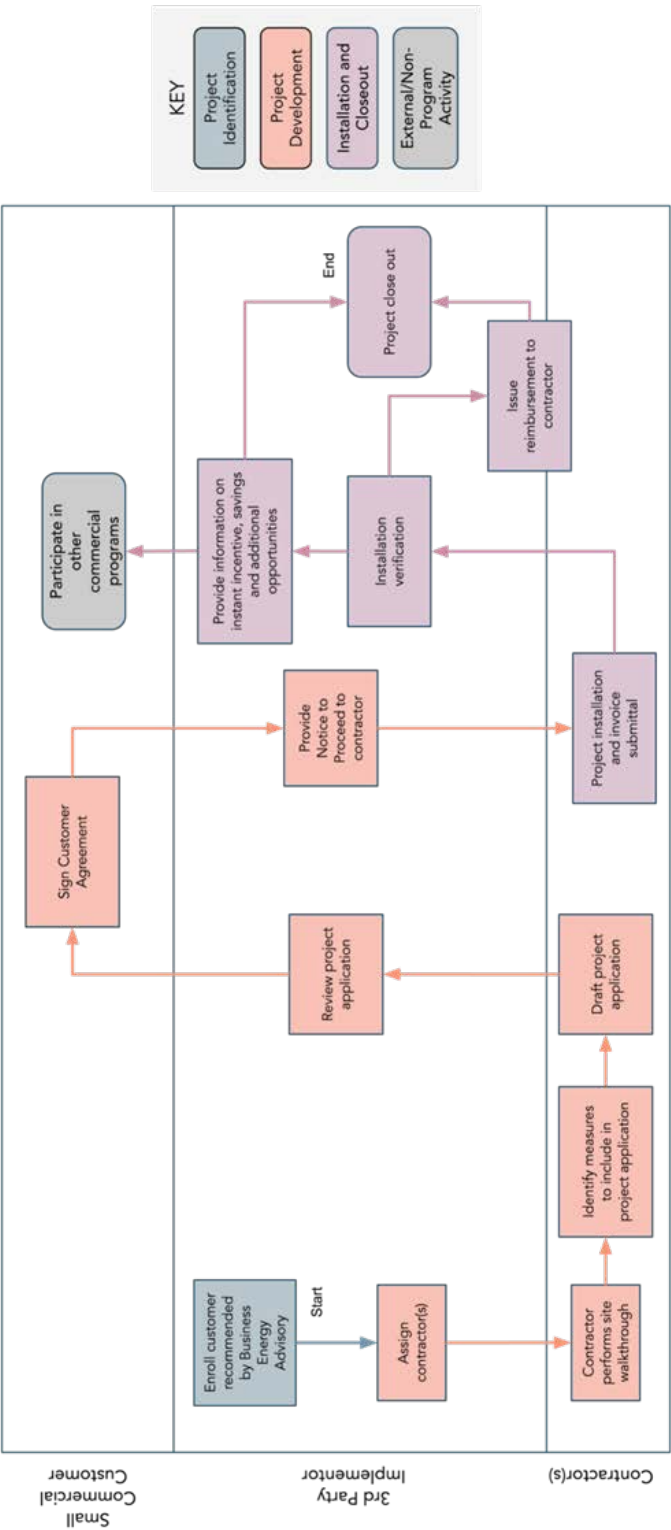 Small
Commercial
Customer
3rd Party
Implementor
Contractor(s)
Enroll customer
recommended
by Business
Energy
Advisory
Start
Assign
contractor(s)
Contractor
performs site
walkthrough
Identify measures
to include in
project application
Draft project
application
Review project
application
Sign Customer
Agreement
Provide
Notice to
Proceed to
contractor
Project installation
and invoice
submittal
Installation
verification
Provide information on
instant incentive, savings
and additional
opportunities
Participate in
other
commercial
programs
Issue
reimbursement to
contractor
Project close out
End
KEY
Project
Identification
Project
Development
Installation and
Closeout
External/Non-
Program
Activity